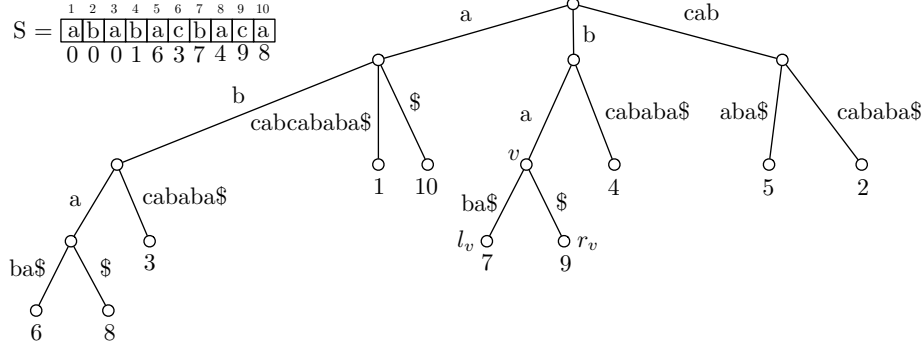 1 2 3 4 5 6 7 8 9 10
S = a b a b a c b a c a
0 0 0 1 6 3 7 4 9 8
a
cab
b
b
cabcababa$
$
a
cababa$
aba$
cababa$
v
1
10
4
5
2
a
cababa$
ba$
$
l_v
r_v
3
7
9
ba$
$
6
8